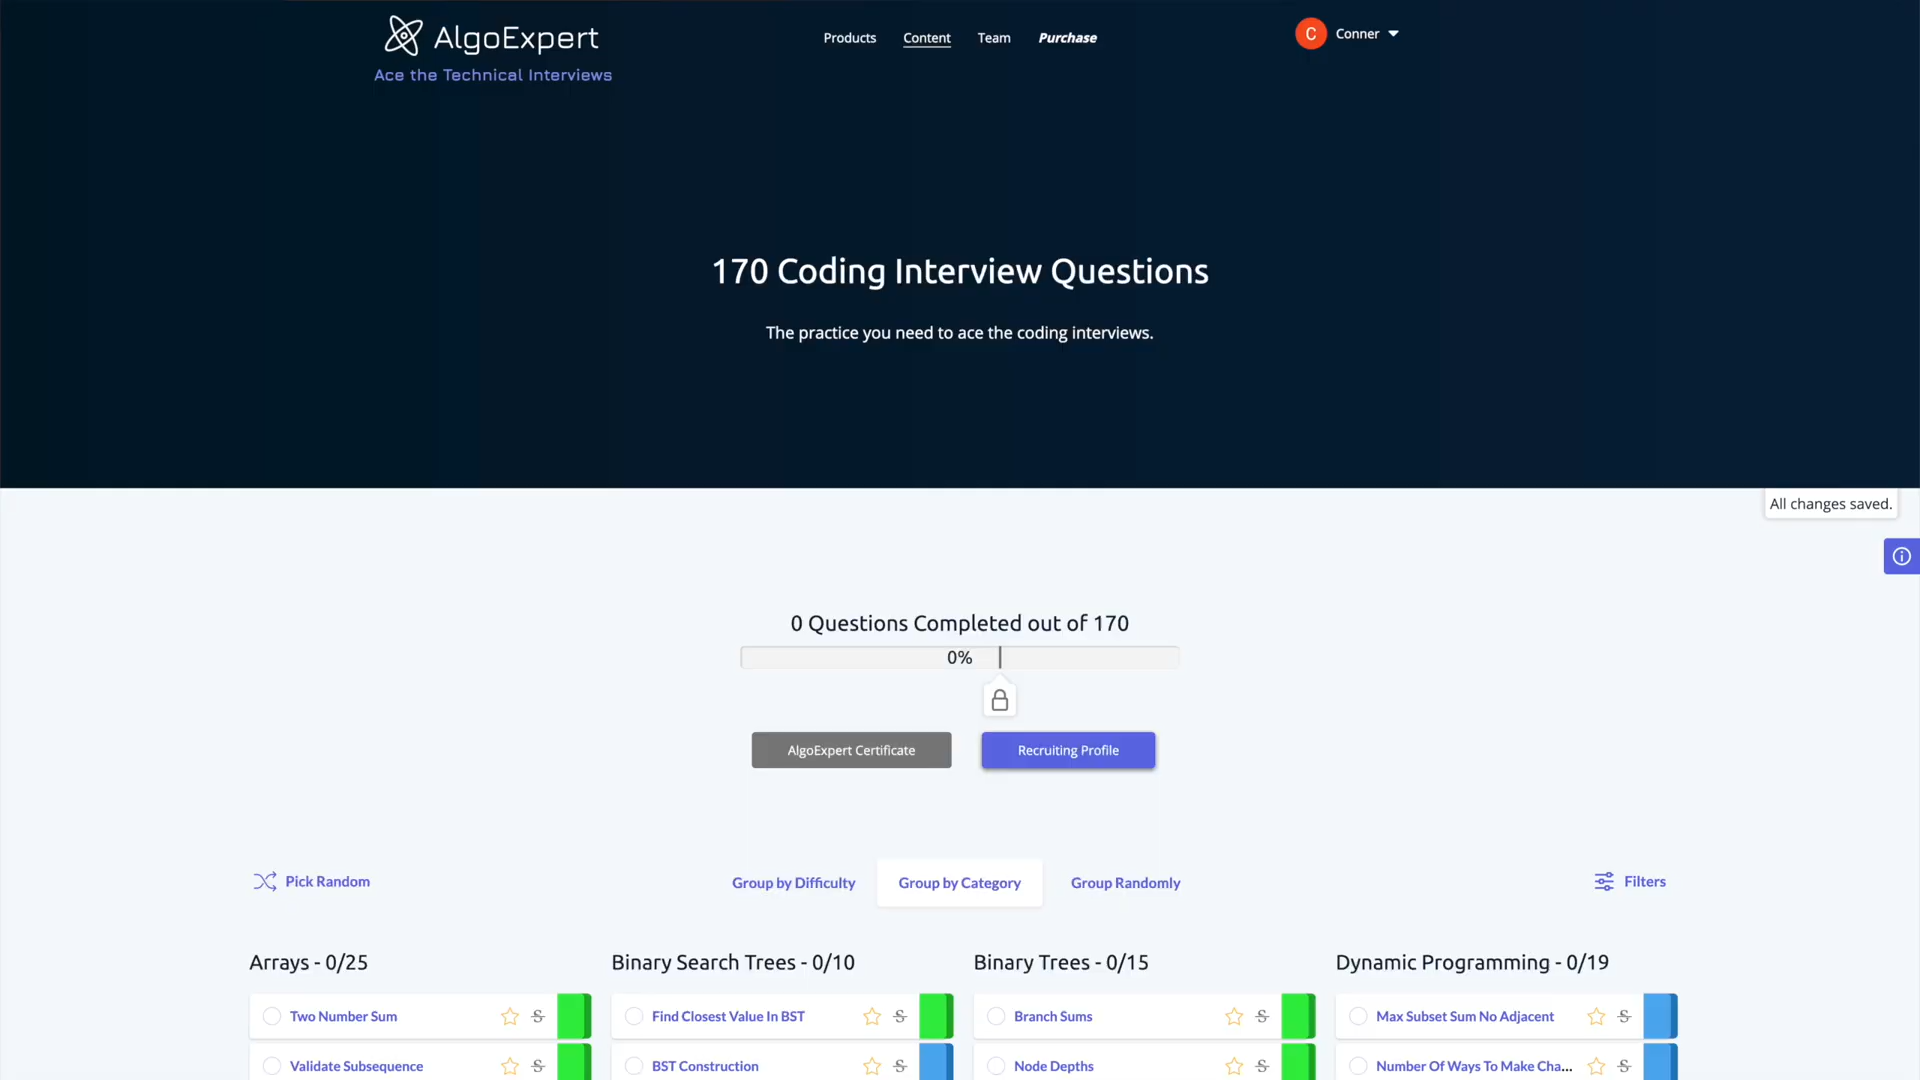 AlgoExpert
Ace the Technical Interviews
Products
Content
Team
Purchase
C
Conner
170 Coding Interview Questions
The practice you need to ace the coding interviews.
All changes saved.
0 Questions Completed out of 170
0%
AlgoExpert Certificate
Recruiting Profile
Pick Random
Group by Difficulty
Group by Category
Group Randomly
Filters
Arrays - 0/25
Binary Search Trees - 0/10
Binary Trees - 0/15
Dynamic Programming - 0/19
Two Number Sum
Find Closest Value In BST
Branch Sums
Max Subset Sum No Adjacent
Validate Subsequence
BST Construction
Node Depths
Number Of Ways To Make Cha...